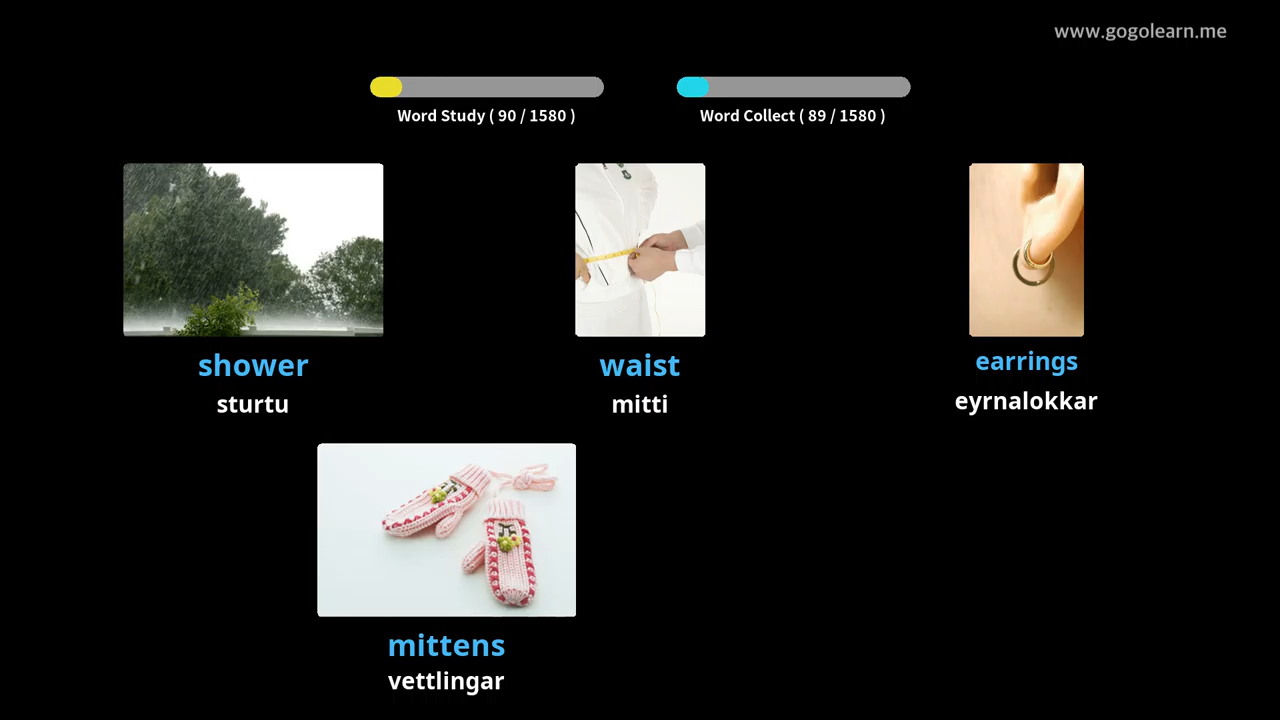 www.gogolearn.me
Word Study ( 90 / 1580 )
Word Collect ( 89 / 1580 )
shower
sturtu
waist
mitti
earrings
eyrnalokkar
mittens
vettlingar